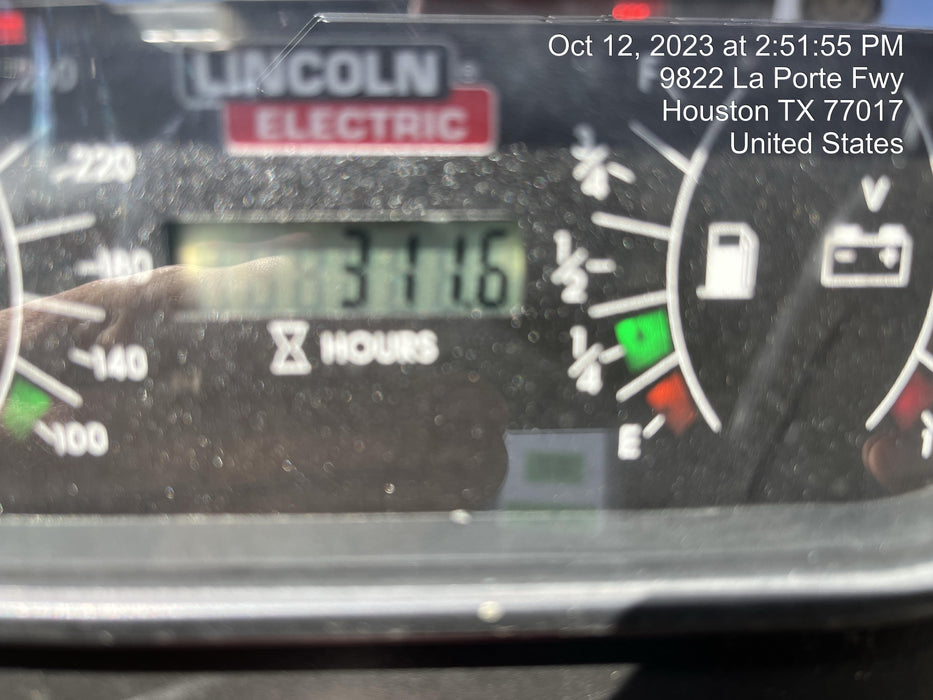 Oct 12, 2023 at 2:51:55 PM
9822 La Porte Fwy
Houston TX 77017
United States
LINCOLN
ELECTRIC
220
180
140
100
311.6
HOURS
F
3/4
1/2
1/4
E
V
- +